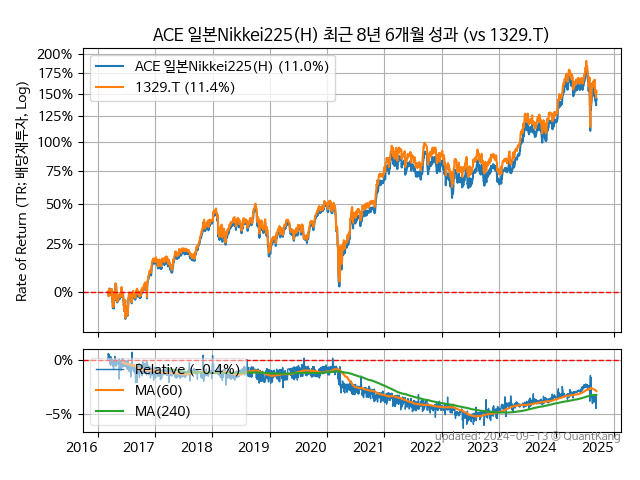 ACE 일본Nikkei225(H) 최근 8년 6개월 성과 (vs 1329.T)
Rate of Return (TR: 배당재투자, Log)
200%
175%
150%
125%
100%
75%
50%
25%
0%
ACE 일본Nikkei225(H) (11.0%)
1329.T (11.4%)
0%
−5%
Relative (−0.4%)
MA(60)
MA(240)
2016 2017 2018 2019 2020 2021 2022 2023 2024 2025
updated: 2024-09-13 @ QuantKang